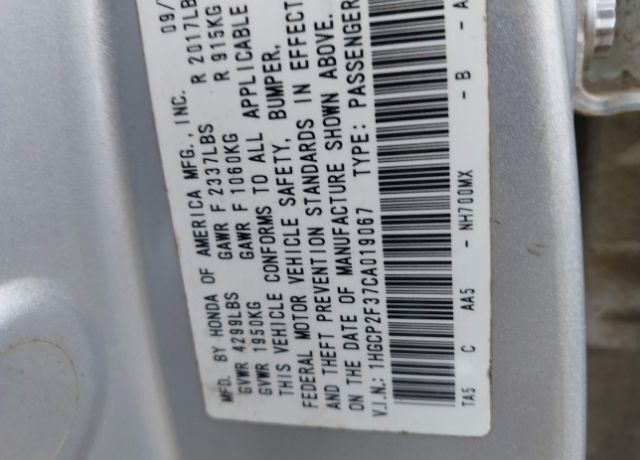 MFD. BY HONDA OF AMERICA MFG., INC. 09/
GVWR 4299LBS GAWR F 2337LBS R 2017LB
GVWR 1950KG GAWR F 1060KG R 915KG
THIS VEHICLE CONFORMS TO ALL APPLICABLE
FEDERAL MOTOR VEHICLE SAFETY, BUMPER,
AND THEFT PREVENTION STANDARDS IN EFFECT
ON THE DATE OF MANUFACTURE SHOWN ABOVE.
V.I.N.: 1HGCP2F37CA019067 TYPE: PASSENGER
TA5 C AA5 - NH700MX - B - A